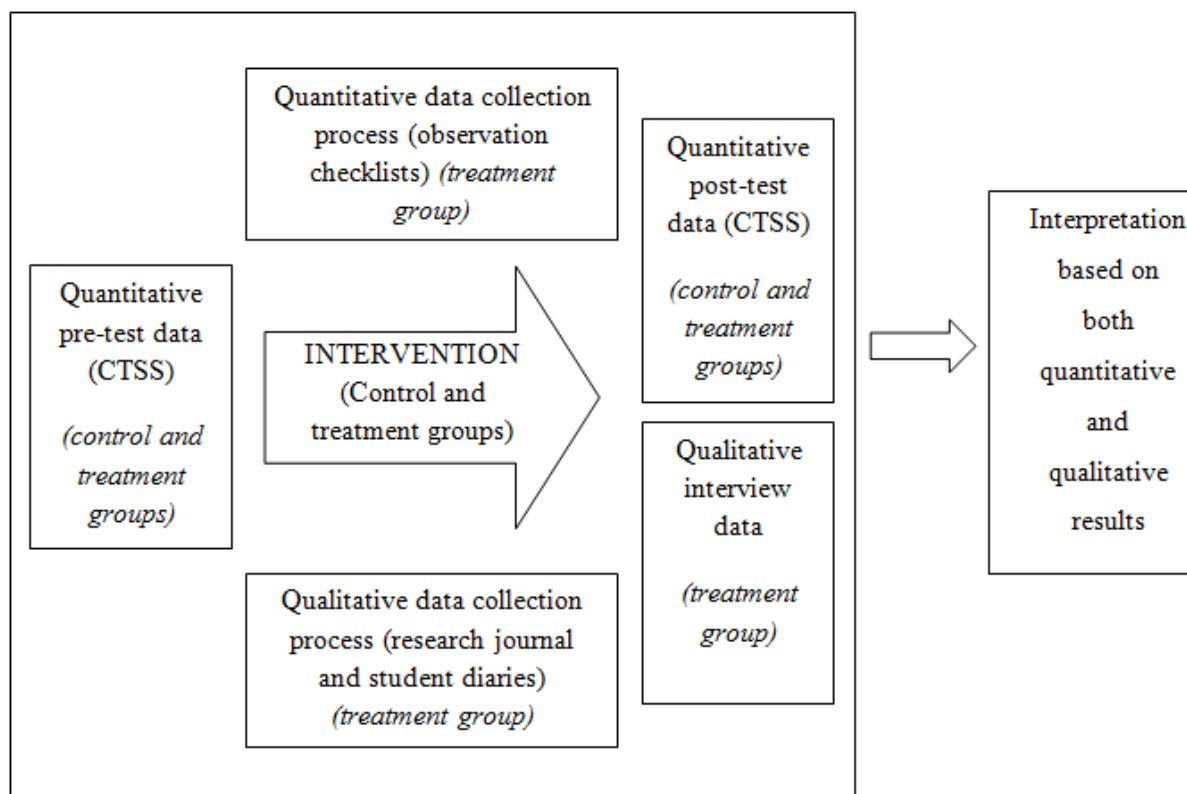 Quantitative data collection
process (observation
checklists) (treatment
group)
Quantitative
pre-test data
(CTSS)
(control and
treatment
groups)
INTERVENTION
(Control and
treatment groups)
Qualitative data collection
process (research journal
and student diaries)
(treatment group)
Quantitative
post-test
data (CTSS)
(control and
treatment
groups)
Qualitative
interview
data
(treatment
group)
Interpretation
based on
both
quantitative
and
qualitative
results